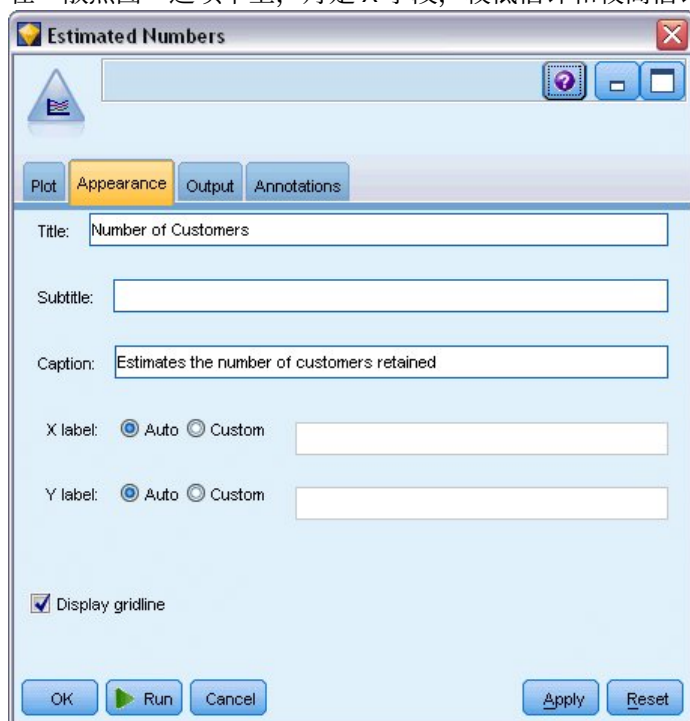 Estimated Numbers
Plot Appearance Output Annotations
Title: Number of Customers
Subtitle:
Caption: Estimates the number of customers retained
X label: Auto Custom
Y label: Auto Custom
Display gridline
OK Run Cancel Apply Reset